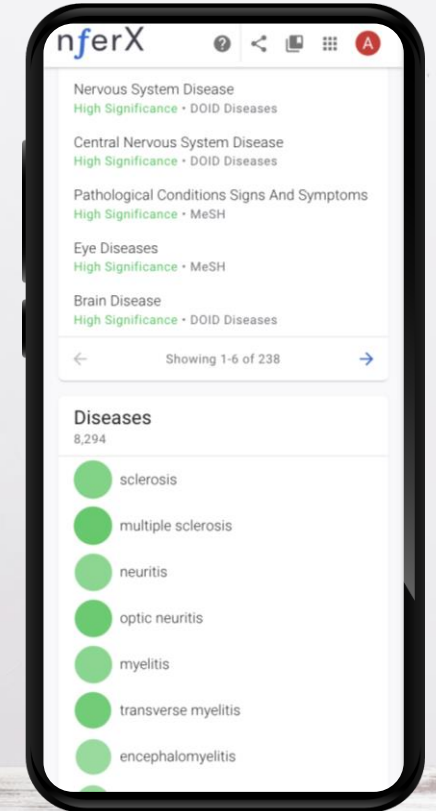 nferX
A
Nervous System Disease
High Significance • DOID Diseases
Central Nervous System Disease
High Significance • DOID Diseases
Pathological Conditions Signs And Symptoms
High Significance • MeSH
Eye Diseases
High Significance • MeSH
Brain Disease
High Significance • DOID Diseases
← Showing 1-6 of 238 →
Diseases
8,294
sclerosis
multiple sclerosis
neuritis
optic neuritis
myelitis
transverse myelitis
encephalomyelitis